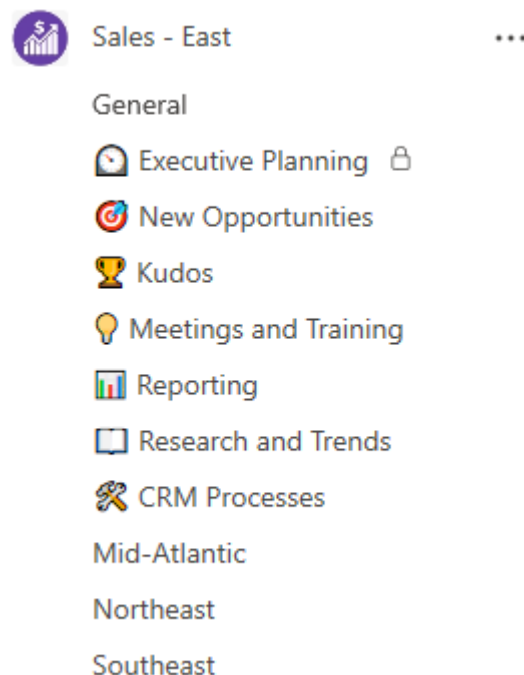 Sales - East
General
Executive Planning
New Opportunities
Kudos
Meetings and Training
Reporting
Research and Trends
CRM Processes
Mid-Atlantic
Northeast
Southeast